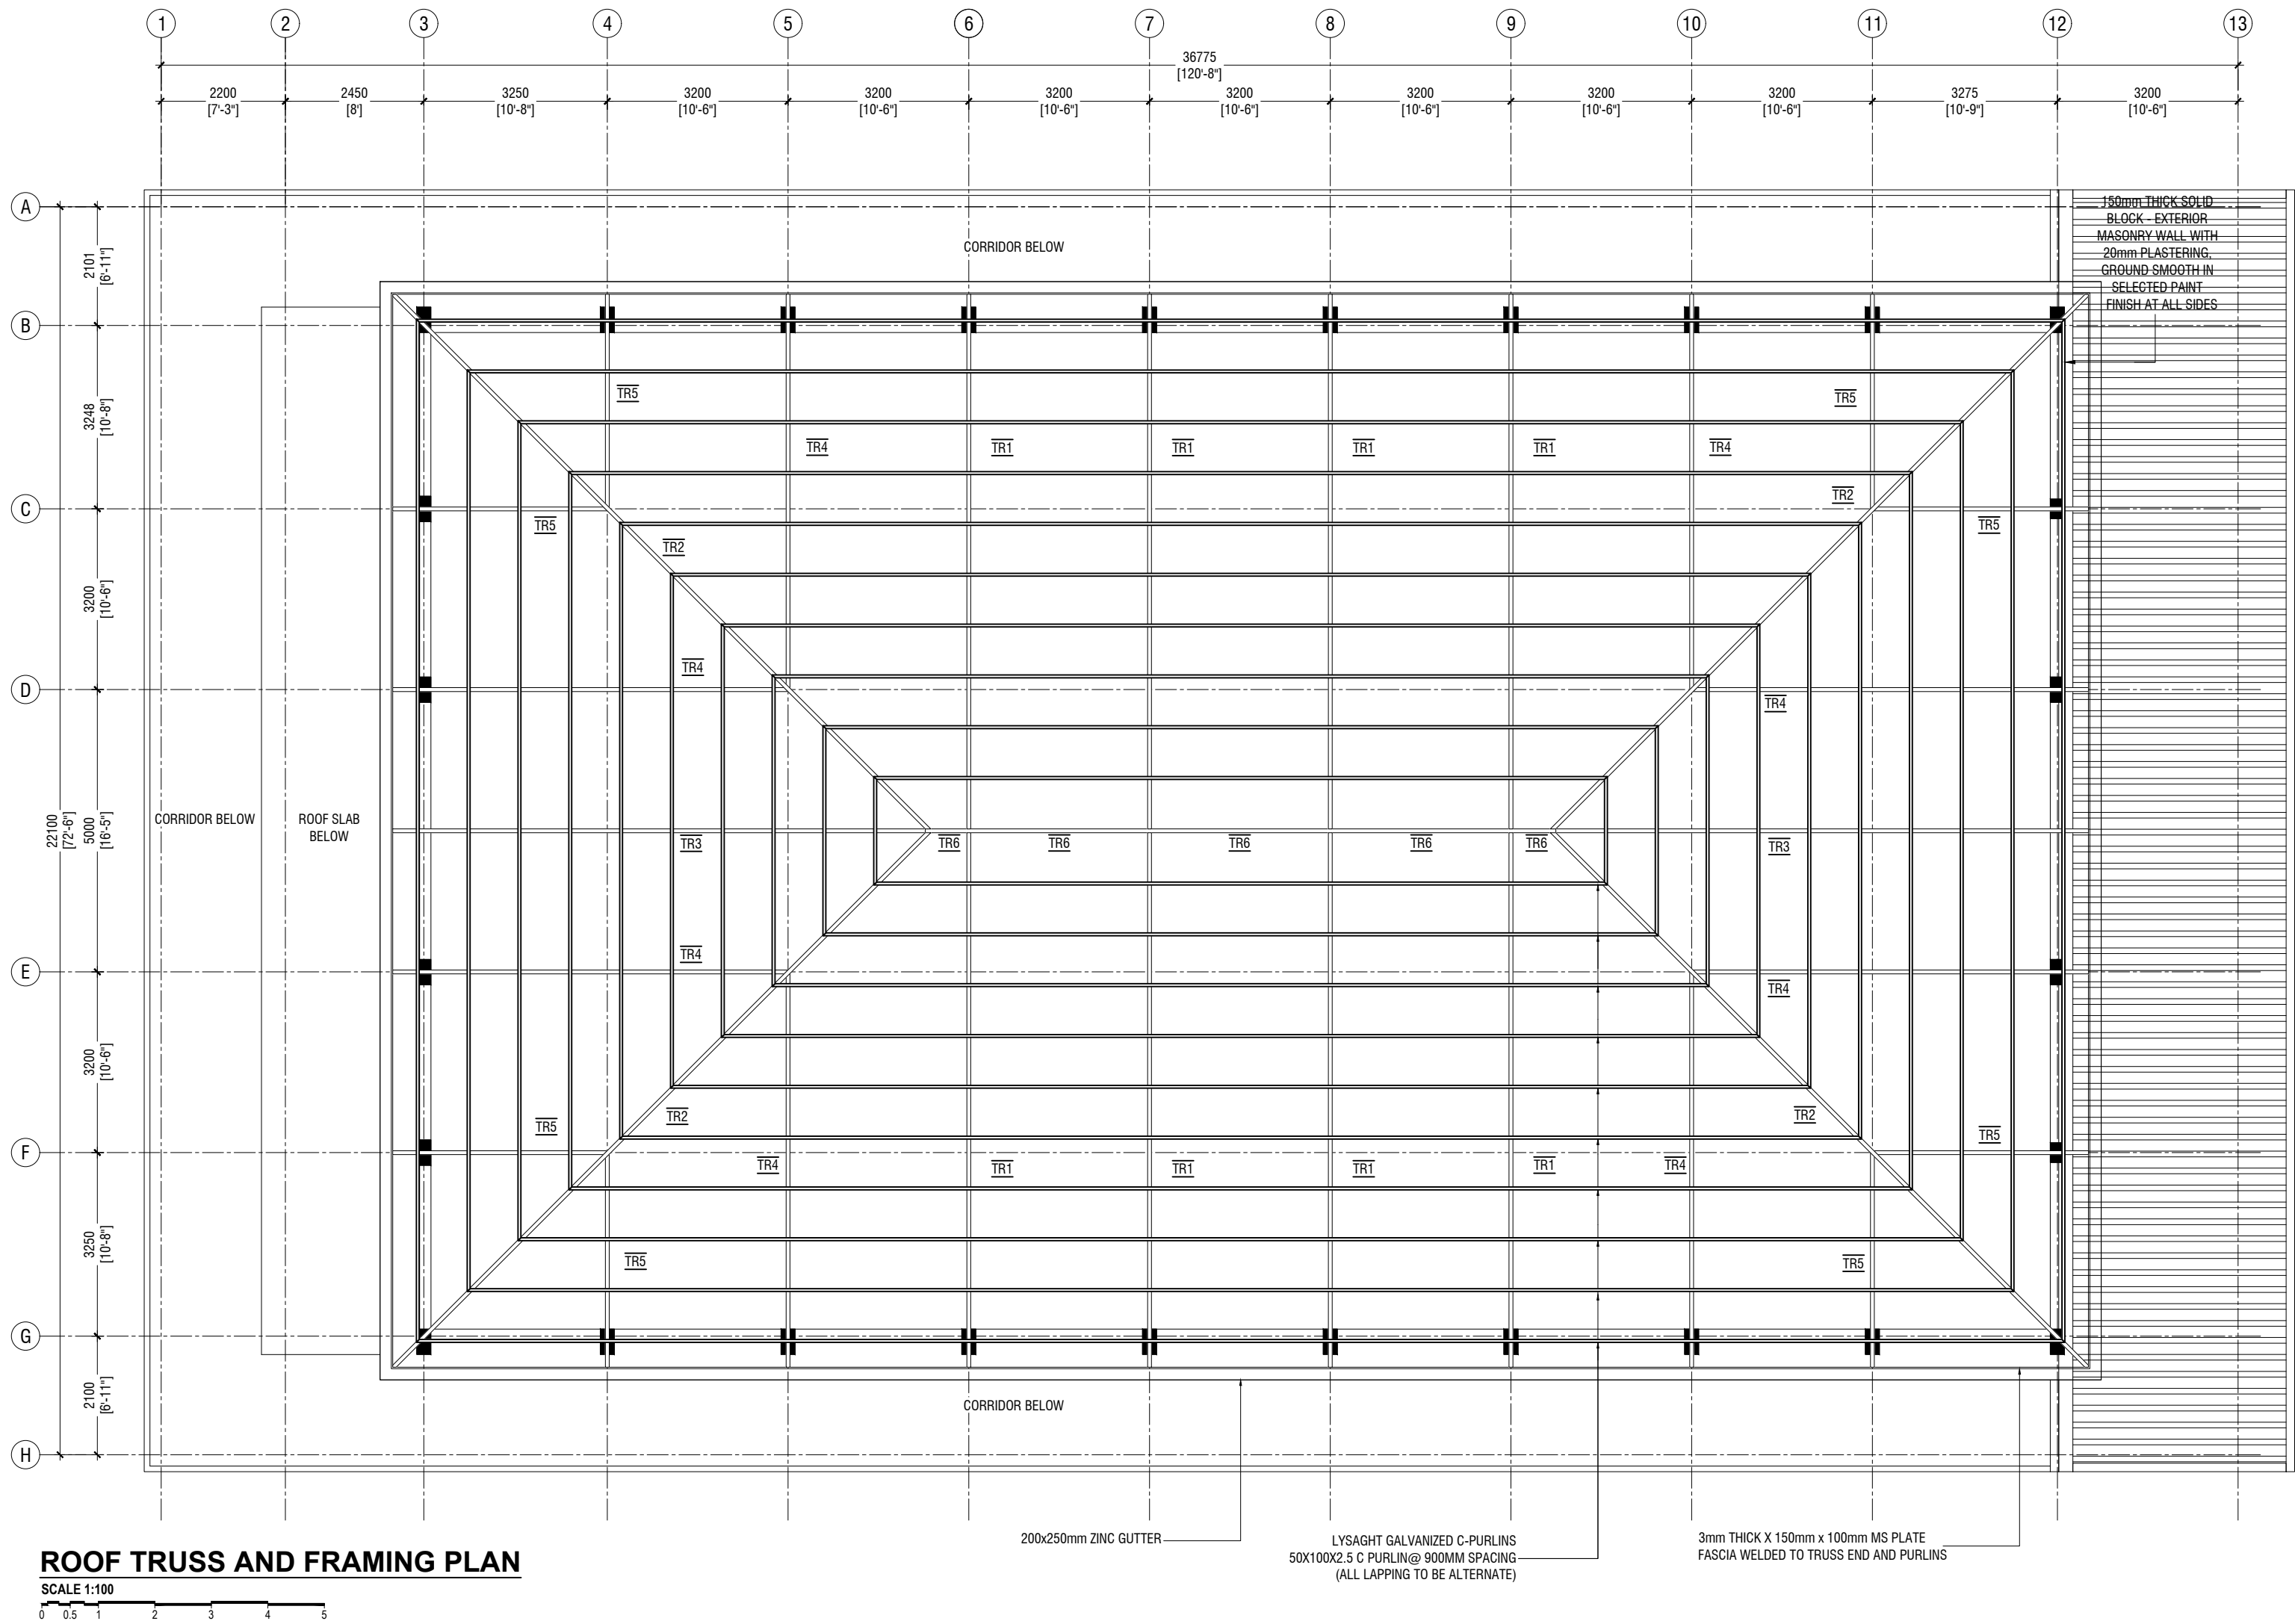 1 2 3 4 5 6 7 8 9 10 11 12 13
36775
[120'-8"]
2200 2450 3250 3200 3200 3200 3200 3200 3200 3200 3275 3200
[7'-3"] [8'] [10'-8"] [10'-6"] [10'-6"] [10'-6"] [10'-6"] [10'-6"] [10'-6"] [10'-6"] [10'-9"] [10'-6"]
A
B
C
D
E
F
G
H
22100
[72'-6"]
2101
[6'-11"]
3248
[10'-8"]
3200
[10'-6"]
5000
[16'-5"]
3200
[10'-6"]
3250
[10'-8"]
2100
[6'-11"]
150mm THICK SOLID
BLOCK - EXTERIOR
MASONRY WALL WITH
20mm PLASTERING,
GROUND SMOOTH IN
SELECTED PAINT
FINISH AT ALL SIDES
CORRIDOR BELOW
TR5 TR5
TR4 TR1 TR1 TR1 TR1 TR4
TR2
TR5 TR5
TR2
TR4
TR4
CORRIDOR BELOW
ROOF SLAB
BELOW
TR3 TR6 TR6 TR6 TR6 TR6 TR3
TR4
TR4
TR5 TR2 TR2
TR5
TR4 TR1 TR1 TR1 TR1 TR4
TR5 TR5
CORRIDOR BELOW
200x250mm ZINC GUTTER
LYSAGHT GALVANIZED C-PURLINS
50X100X2.5 C PURLIN@ 900MM SPACING
(ALL LAPPING TO BE ALTERNATE)
3mm THICK X 150mm x 100mm MS PLATE
FASCIA WELDED TO TRUSS END AND PURLINS
ROOF TRUSS AND FRAMING PLAN
SCALE 1:100
0 0.5 1 2 3 4 5